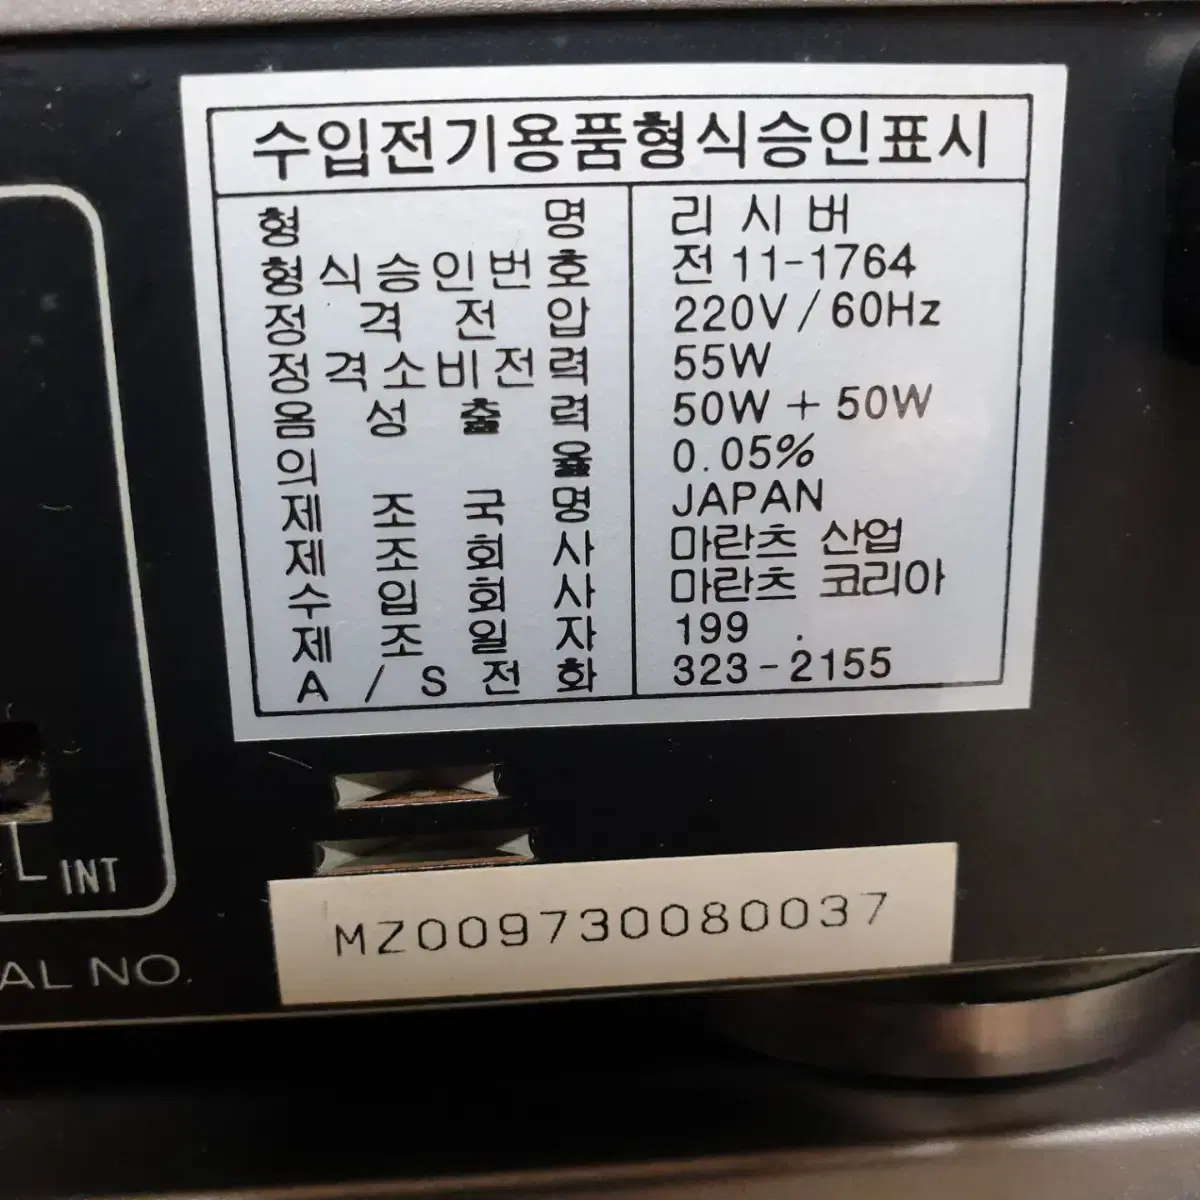 수입전기용품형식승인표시
형 명 리 시 버
형식승인번호 전 11-1764
정 격 전 압 220V / 60Hz
정격소비전력 55W
음 성 출 력 50W + 50W
의 율 0.05%
제 조 국 명 JAPAN
제 조 회 사 마란츠 산업
수 입 회 사 마란츠 코리아
제 조 일 자 199 .
A / S 전 화 323-2155
INT
MZ009730080037
AL NO.